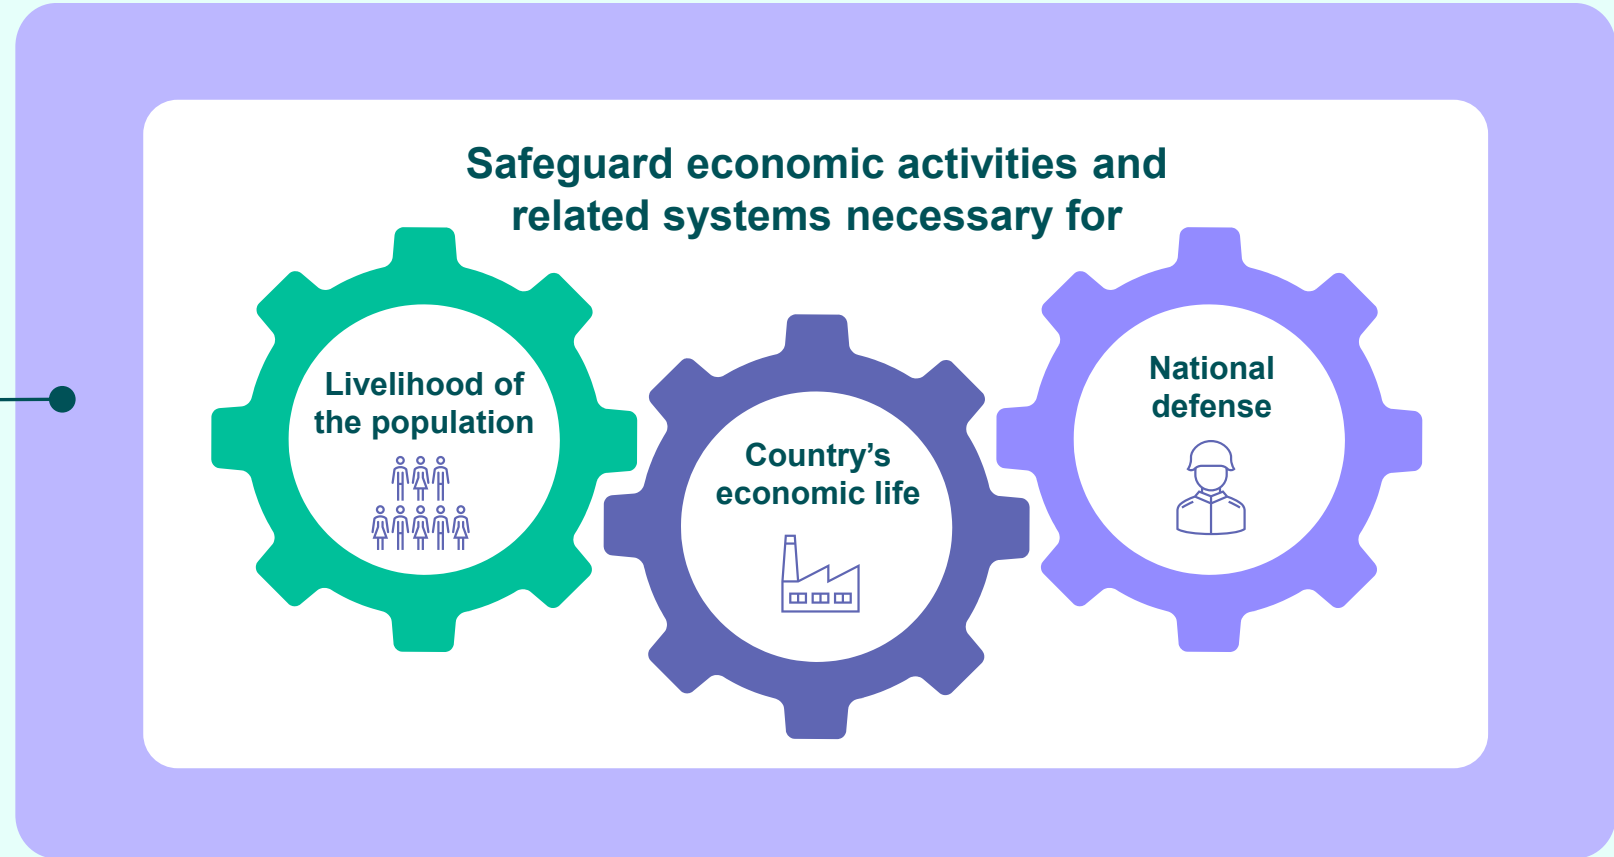 Safeguard economic activities and
related systems necessary for
Livelihood of
the population
Country’s
economic life
National
defense